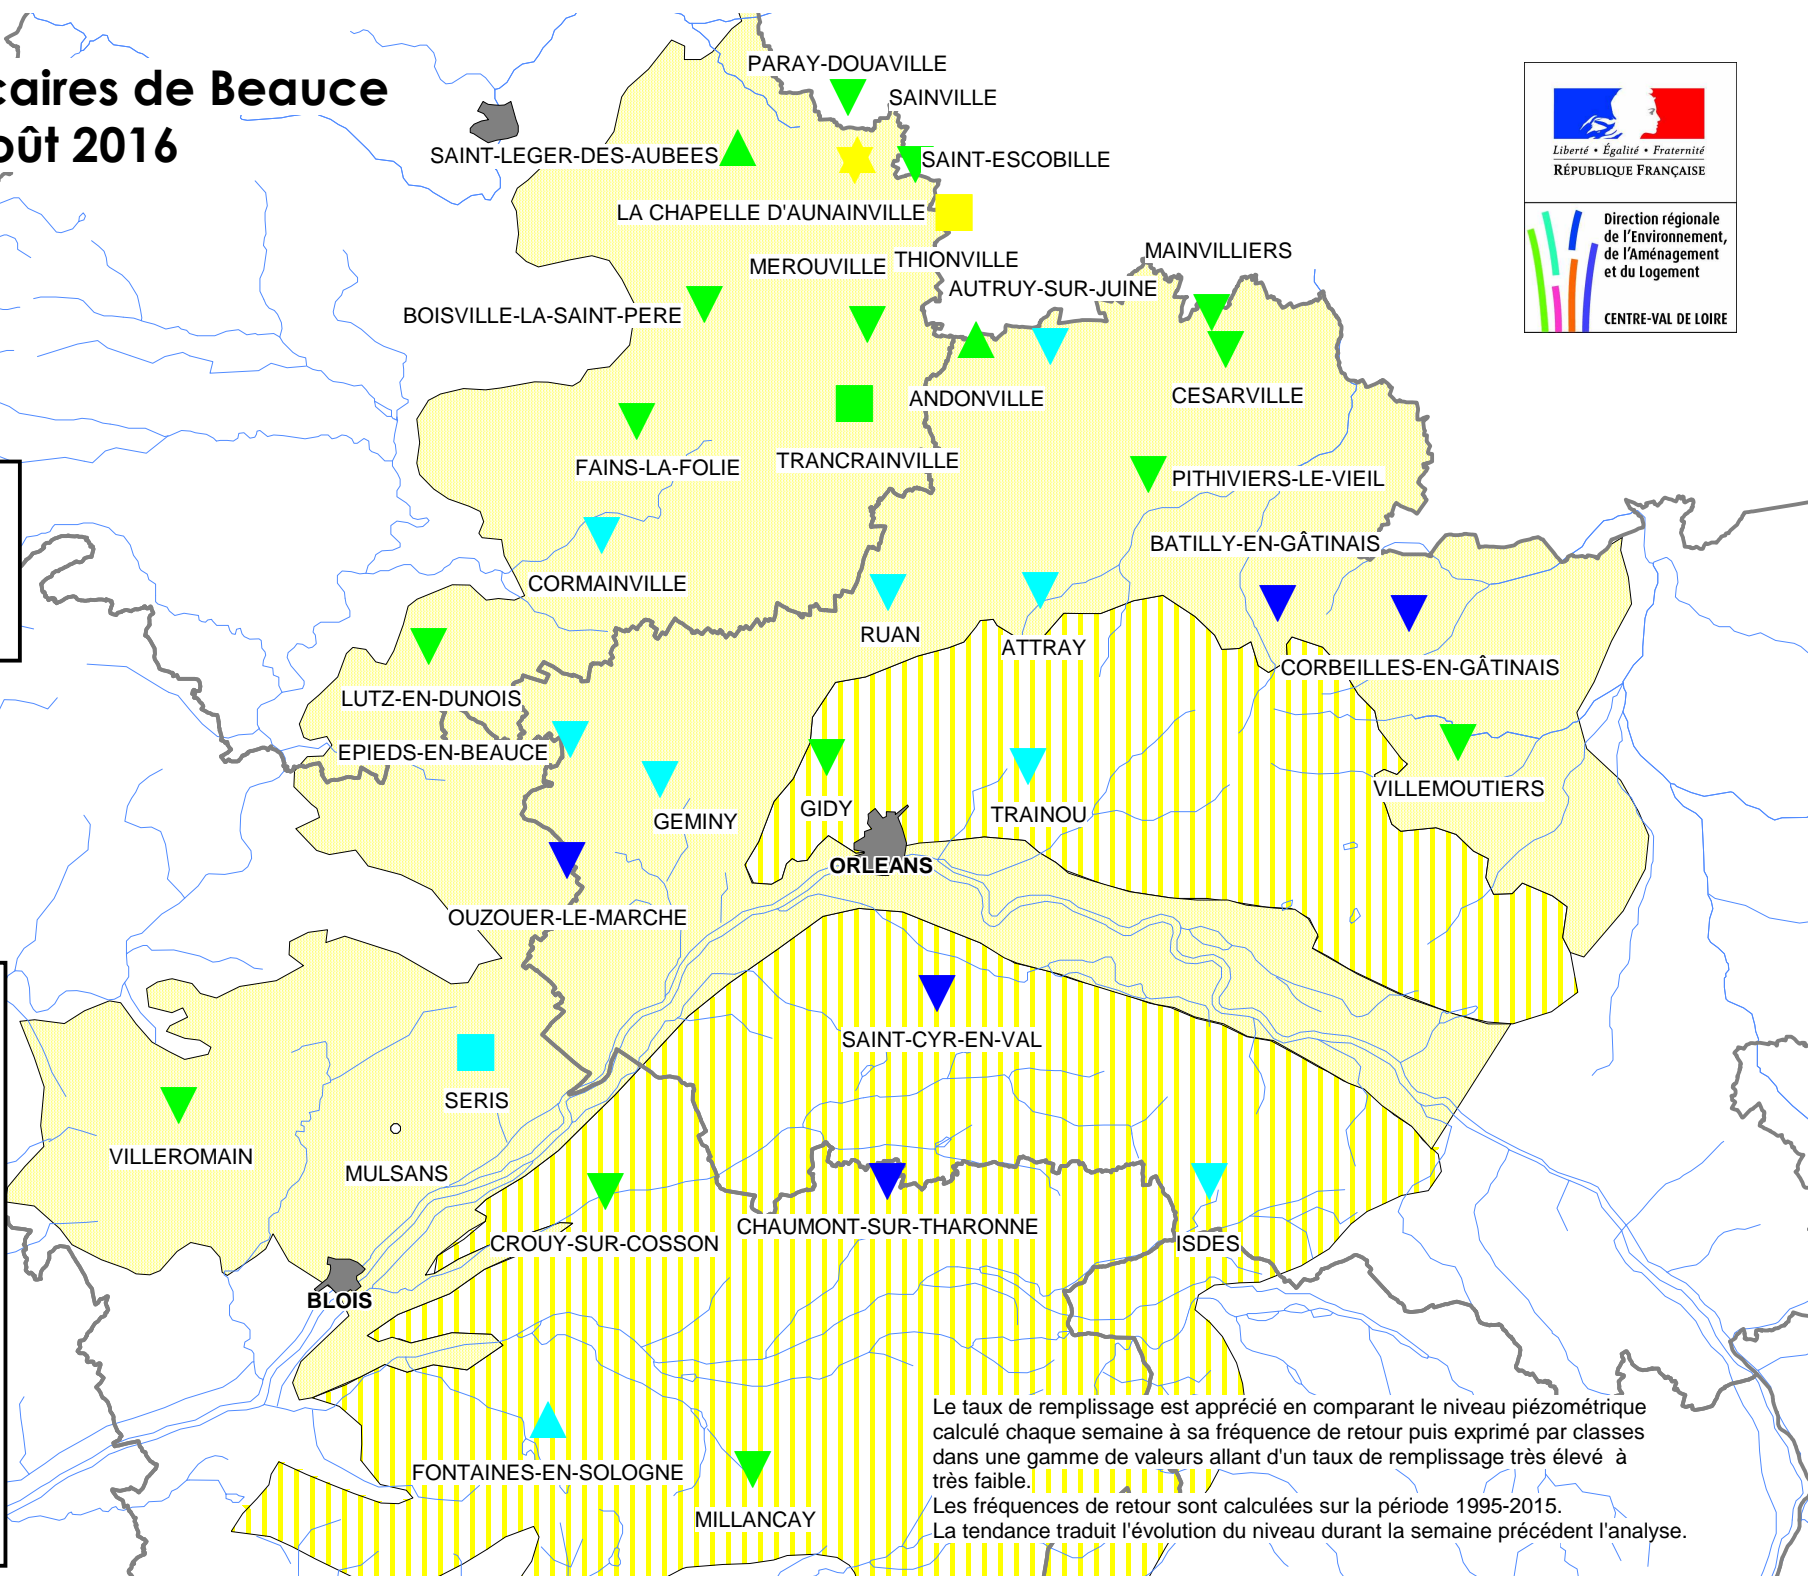 caires de Beauce
oût 2016
PARAY-DOUAVILLE
SAINVILLE
SAINT-LEGER-DES-AUBEES
SAINT-ESCOBILLE
LA CHAPELLE D'AUNAINVILLE
MEROUVILLE
THIONVILLE
MAINVILLIERS
AUTRUY-SUR-JUINE
BOISVILLE-LA-SAINT-PERE
ANDONVILLE
CESARVILLE
FAINS-LA-FOLIE
TRANCRAINVILLE
PITHIVIERS-LE-VIEIL
BATILLY-EN-GÂTINAIS
CORMAINVILLE
RUAN
ATTRAY
CORBEILLES-EN-GÂTINAIS
LUTZ-EN-DUNOIS
EPIEDS-EN-BEAUCE
GEMINY
GIDY
TRAINOU
VILLEMOUTIERS
ORLEANS
OUZOUER-LE-MARCHE
SAINT-CYR-EN-VAL
SERIS
VILLEROMAIN
MULSANS
CROUY-SUR-COSSON
CHAUMONT-SUR-THARONNE
ISDES
BLOIS
FONTAINES-EN-SOLOGNE
MILLANCAY
Liberté • Égalité • Fraternité
RÉPUBLIQUE FRANÇAISE
Direction régionale
de l'Environnement,
de l'Aménagement
et du Logement
CENTRE-VAL DE LOIRE
Le taux de remplissage est apprécié en comparant le niveau piézométrique
calculé chaque semaine à sa fréquence de retour puis exprimé par classes
dans une gamme de valeurs allant d'un taux de remplissage très élevé à
très faible.
Les fréquences de retour sont calculées sur la période 1995-2015.
La tendance traduit l'évolution du niveau durant la semaine précédent l'analyse.